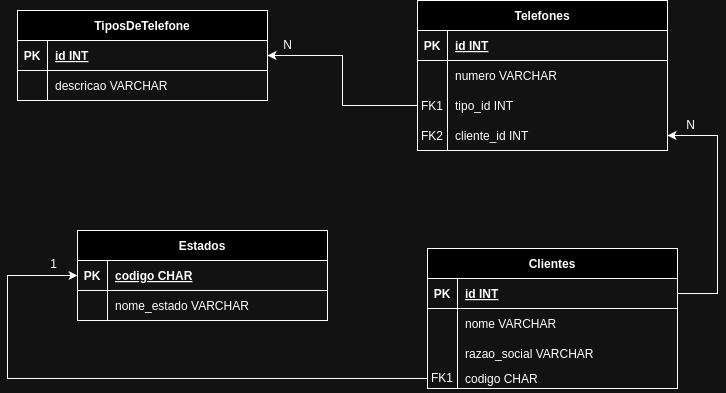 TiposDeTelefone
PK id INT
descricao VARCHAR
N
Telefones
PK id INT
numero VARCHAR
FK1 tipo_id INT
FK2 cliente_id INT
N
Estados
1
PK codigo CHAR
nome_estado VARCHAR
Clientes
PK id INT
nome VARCHAR
razao_social VARCHAR
FK1 codigo CHAR